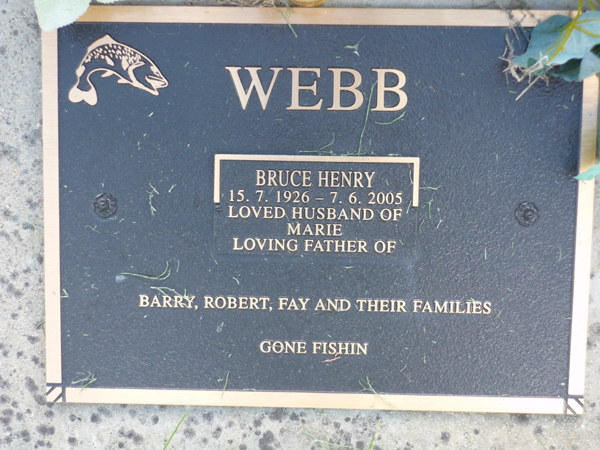 WEBB
BRUCE HENRY
15. 7. 1926 – 7. 6. 2005
LOVED HUSBAND OF
MARIE
LOVING FATHER OF
BARRY, ROBERT, FAY AND THEIR FAMILIES
GONE FISHIN